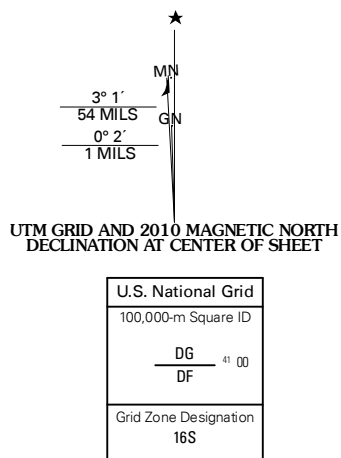 ★
MN
3° 1´
54 MILS
GN
0° 2´
1 MILS
UTM GRID AND 2010 MAGNETIC NORTH
DECLINATION AT CENTER OF SHEET
U.S. National Grid
100,000-m Square ID
DG
41 00
DF
Grid Zone Designation
16S